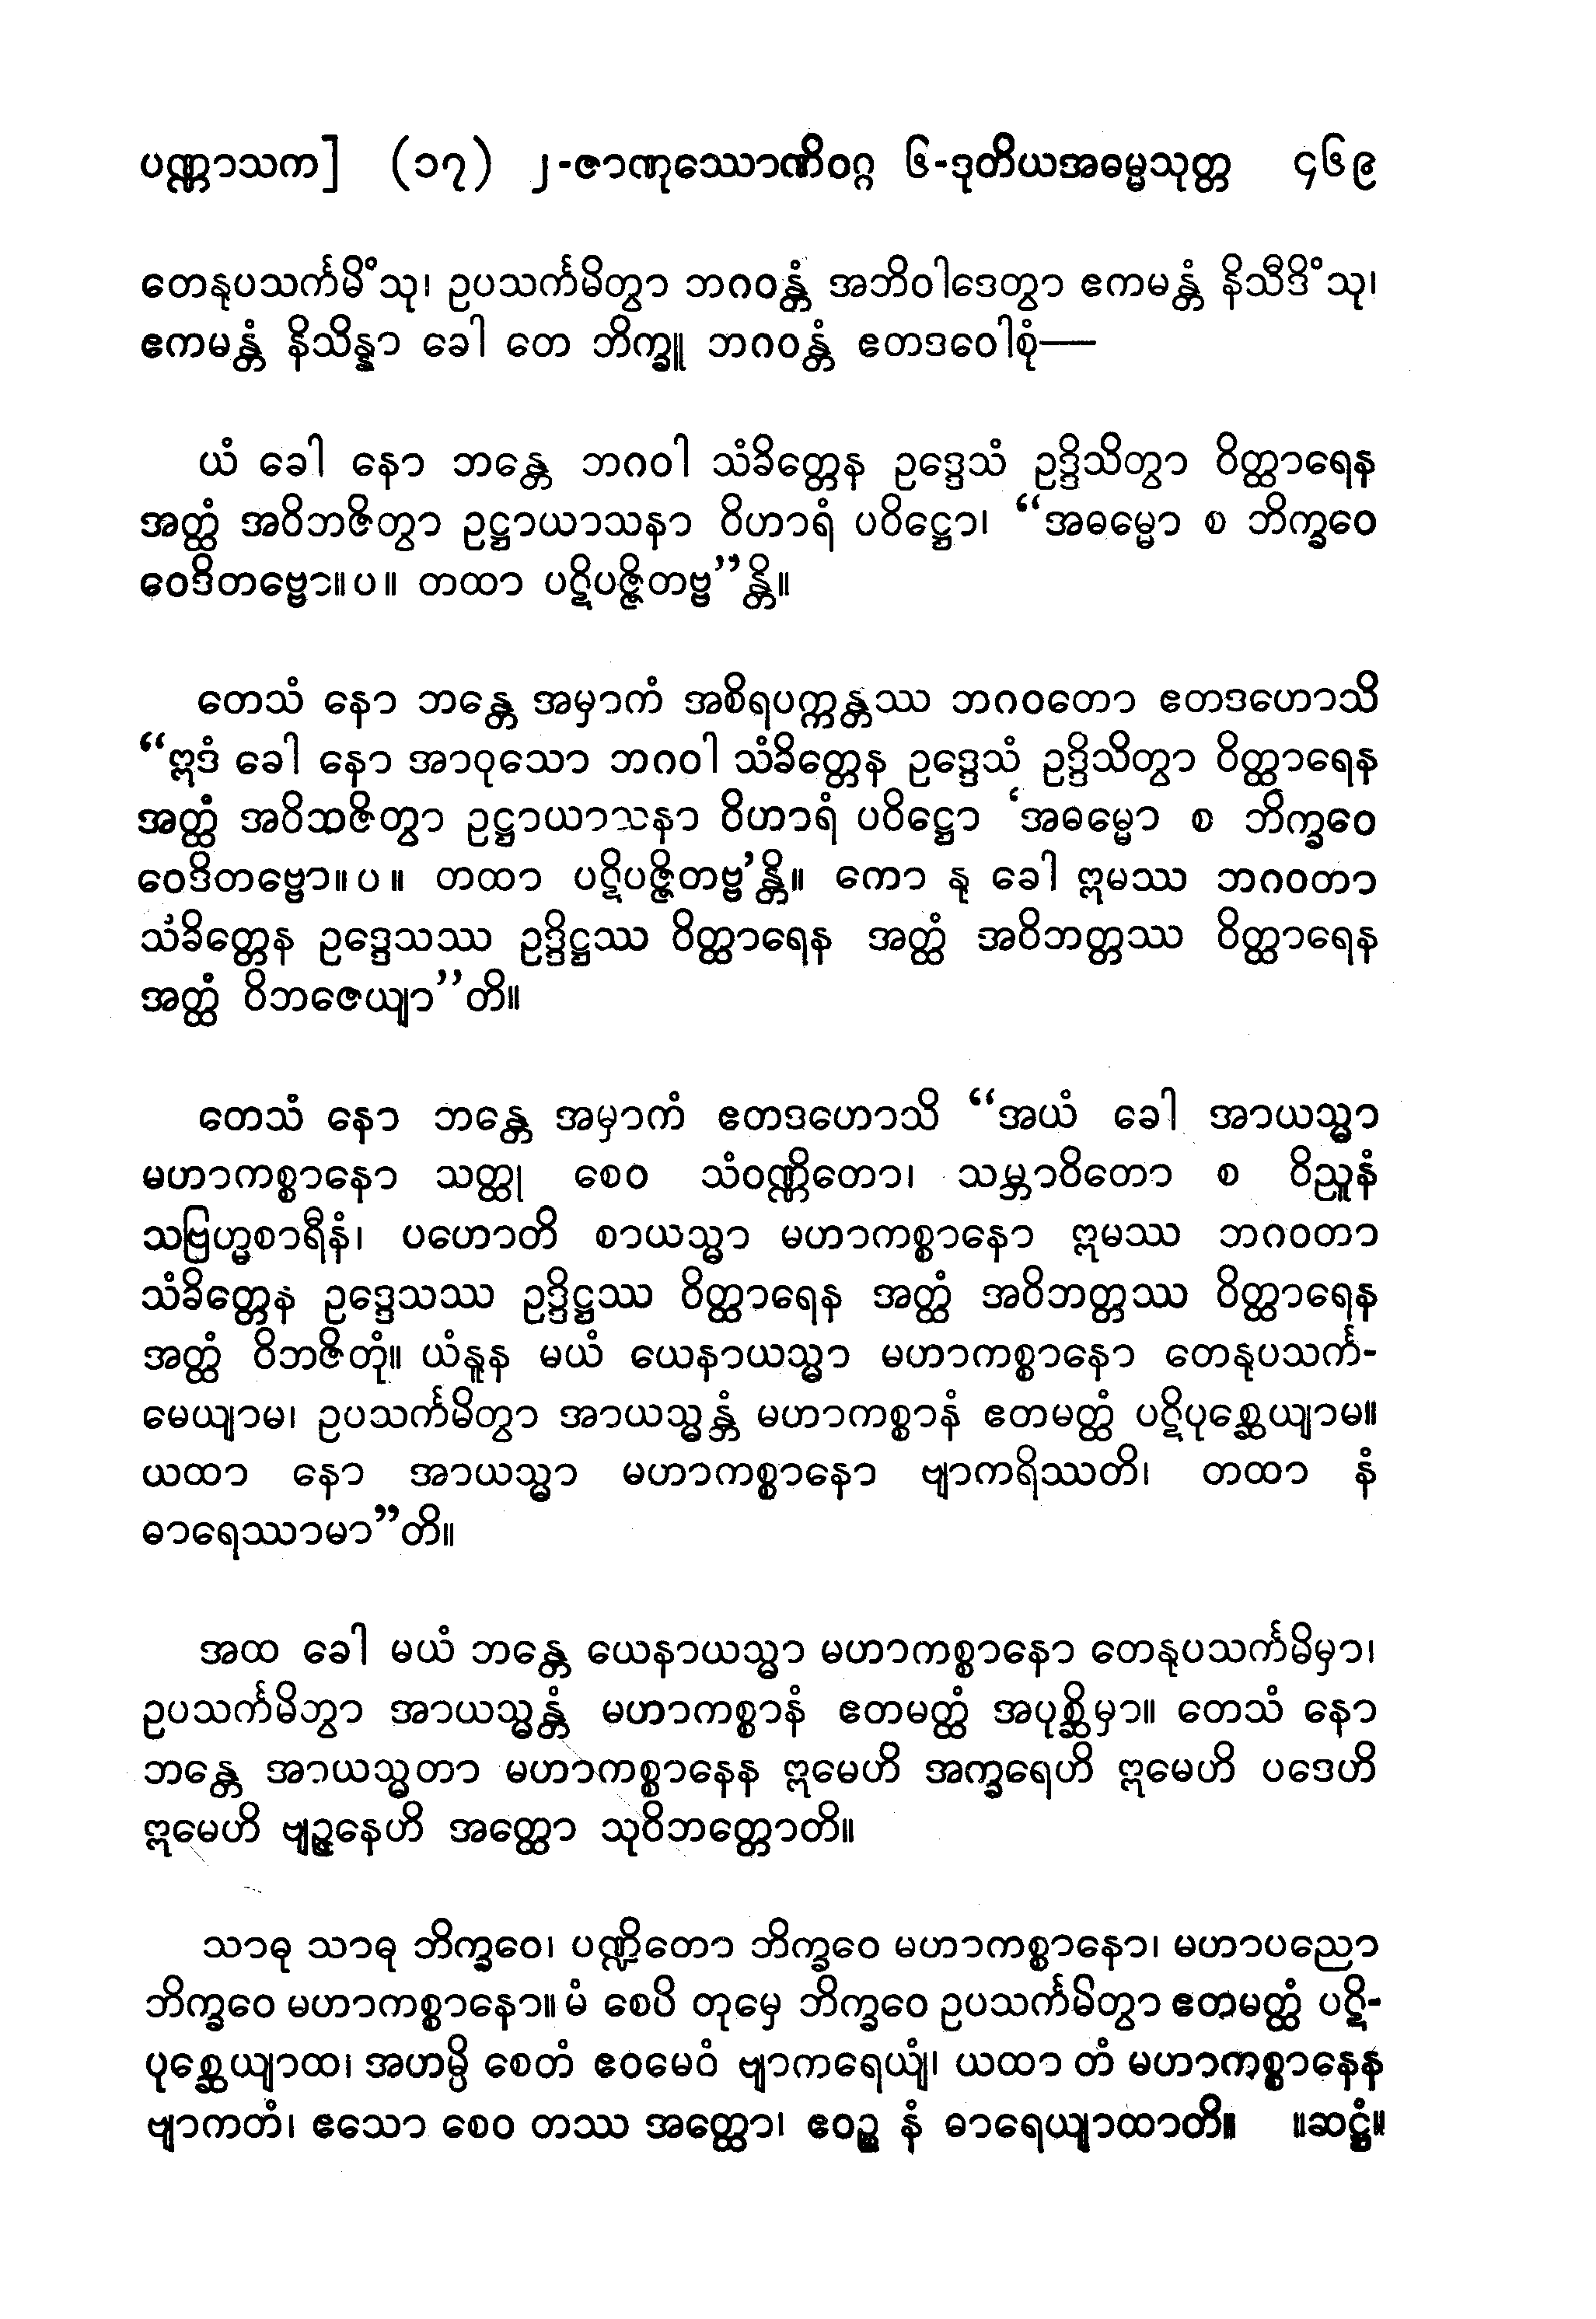 ပဏ္ဏာသက] (၁၇) ၂-ဇာဏုသောဏိဝဂ္ဂ ၆-ဒုတိယအဓမ္မသုတ္တ ၄၆၉
တေနုပသင်္ကမိံသု၊ ဥပသင်္ကမိတွာ ဘဂဝန္တံ အဘိဝါဒေတွာ ဧကမန္တံ နိသီဒိံသု၊
ဧကမန္တံ နိသိန္နာ ခေါ တေ ဘိက္ခူ ဘဂဝန္တံ ဧတဒဝေါစုံ—
ယံ ခေါ နော ဘန္တေ ဘဂဝါ သံခိတ္တေန ဥဒ္ဒေသံ ဥဒ္ဒိသိတွာ ဝိတ္ထာရေန
အတ္ထံ အဝိဘဇိတွာ ဥဋ္ဌာယာသနာ ဝိဟာရံ ပဝိဋ္ဌော၊ “အဓမ္မော စ ဘိက္ခဝေ
ဝေဒိတဗ္ဗော။ပ။ တထာ ပဋိပဇ္ဇိတဗ္ဗ”န္တိ။
တေသံ နော ဘန္တေ အမှာကံ အစိရပက္ကန္တဿ ဘဂဝတော ဧတဒဟောသိ
“ဣဒံ ခေါ နော အာဝုသော ဘဂဝါ သံခိတ္တေန ဥဒ္ဒေသံ ဥဒ္ဒိသိတွာ ဝိတ္ထာရေန
အတ္ထံ အဝိဘဇိတွာ ဥဋ္ဌာယာသနာ ဝိဟာရံ ပဝိဋ္ဌော ‘အဓမ္မော စ ဘိက္ခဝေ
ဝေဒိတဗ္ဗော။ပ။ တထာ ပဋိပဇ္ဇိတဗ္ဗ’န္တိ။ ကော နု ခေါ ဣမဿ ဘဂဝတာ
သံခိတ္တေန ဥဒ္ဒေသဿ ဥဒ္ဒိဋ္ဌဿ ဝိတ္ထာရေန အတ္ထံ အဝိဘတ္တဿ ဝိတ္ထာရေန
အတ္ထံ ဝိဘဇေယျာ”တိ။
တေသံ နော ဘန္တေ အမှာကံ ဧတဒဟောသိ “အယံ ခေါ အာယသ္မာ
မဟာကစ္စာနော သတ္ထု စေဝ သံဝဏ္ဏိတော၊ သမ္ဘာဝိတော စ ဝိညူနံ
သဗြဟ္မစာရီနံ၊ ပဟောတိ စာယသ္မာ မဟာကစ္စာနော ဣမဿ ဘဂဝတာ
သံခိတ္တေန ဥဒ္ဒေသဿ ဥဒ္ဒိဋ္ဌဿ ဝိတ္ထာရေန အတ္ထံ အဝိဘတ္တဿ ဝိတ္ထာရေန
အတ္ထံ ဝိဘဇိတုံ။ ယံနူန မယံ ယေနာယသ္မာ မဟာကစ္စာနော တေနုပသင်္က-
မေယျာမ၊ ဥပသင်္ကမိတွာ အာယသ္မန္တံ မဟာကစ္စာနံ ဧတမတ္ထံ ပဋိပုစ္ဆေယျာမ။
ယထာ နော အာယသ္မာ မဟာကစ္စာနော ဗျာကရိဿတိ၊ တထာ နံ
ဓာရေဿာမာ”တိ။
အထ ခေါ မယံ ဘန္တေ ယေနာယသ္မာ မဟာကစ္စာနော တေနုပသင်္ကမိမှာ၊
ဥပသင်္ကမိတွာ အာယသ္မန္တံ မဟာကစ္စာနံ ဧတမတ္ထံ အပုစ္ဆိမှာ။ တေသံ နော
ဘန္တေ အာယသ္မတာ မဟာကစ္စာနေန ဣမေဟိ အက္ခရေဟိ ဣမေဟိ ပဒေဟိ
ဣမေဟိ ဗျဉ္ဇနေဟိ အတ္ထော သုဝိဘတ္တောတိ။
သာဓု သာဓု ဘိက္ခဝေ၊ ပဏ္ဍိတော ဘိက္ခဝေ မဟာကစ္စာနော၊ မဟာပညော
ဘိက္ခဝေ မဟာကစ္စာနော။ မံ စေပိ တုမှေ ဘိက္ခဝေ ဥပသင်္ကမိတွာ ဧတမတ္ထံ ပဋိ-
ပုစ္ဆေယျာထ၊ အဟမ္ပိ စေတံ ဧဝမေဝံ ဗျာကရေယျံ၊ ယထာ တံ မဟာကစ္စာနေန
ဗျာကတံ၊ ဧသော စေဝ တဿ အတ္ထော၊ ဧဝဉ္စ နံ ဓာရေယျာထာတိ။ ။ဆဋ္ဌံ။